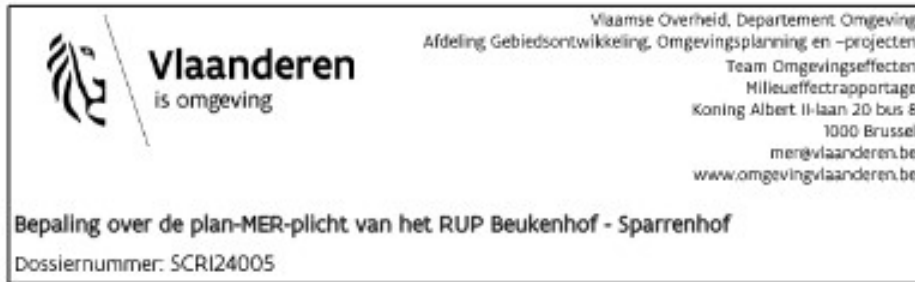 Vlaanderen
is omgeving
Vlaamse Overheid, Departement Omgeving
Afdeling Gebiedsontwikkeling, Omgevingsplanning en –projecten
Team Omgevingseffecten
Milieueffectrapportage
Koning Albert II-laan 20 bus 8
1000 Brussel
mer@vlaanderen.be
www.omgevingvlaanderen.be
Bepaling over de plan-MER-plicht van het RUP Beukenhof - Sparrenhof
Dossiernummer: SCRI24005